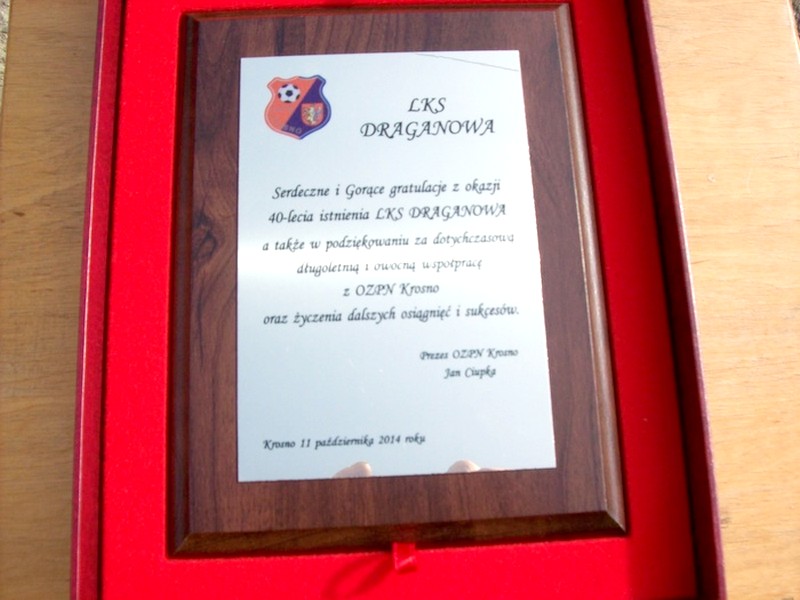 LKS
DRAGANOWA
Serdeczne i Gorące gratulacje z okazji
40-lecia istnienia LKS DRAGANOWA
a także w podziękowaniu za dotychczasową
długoletnią i owocną współpracę
z OZPN Krosno
oraz życzenia dalszych osiągnięć i sukcesów.
Prezes OZPN Krosno
Jan Ciupka
Krosno 11 października 2014 roku